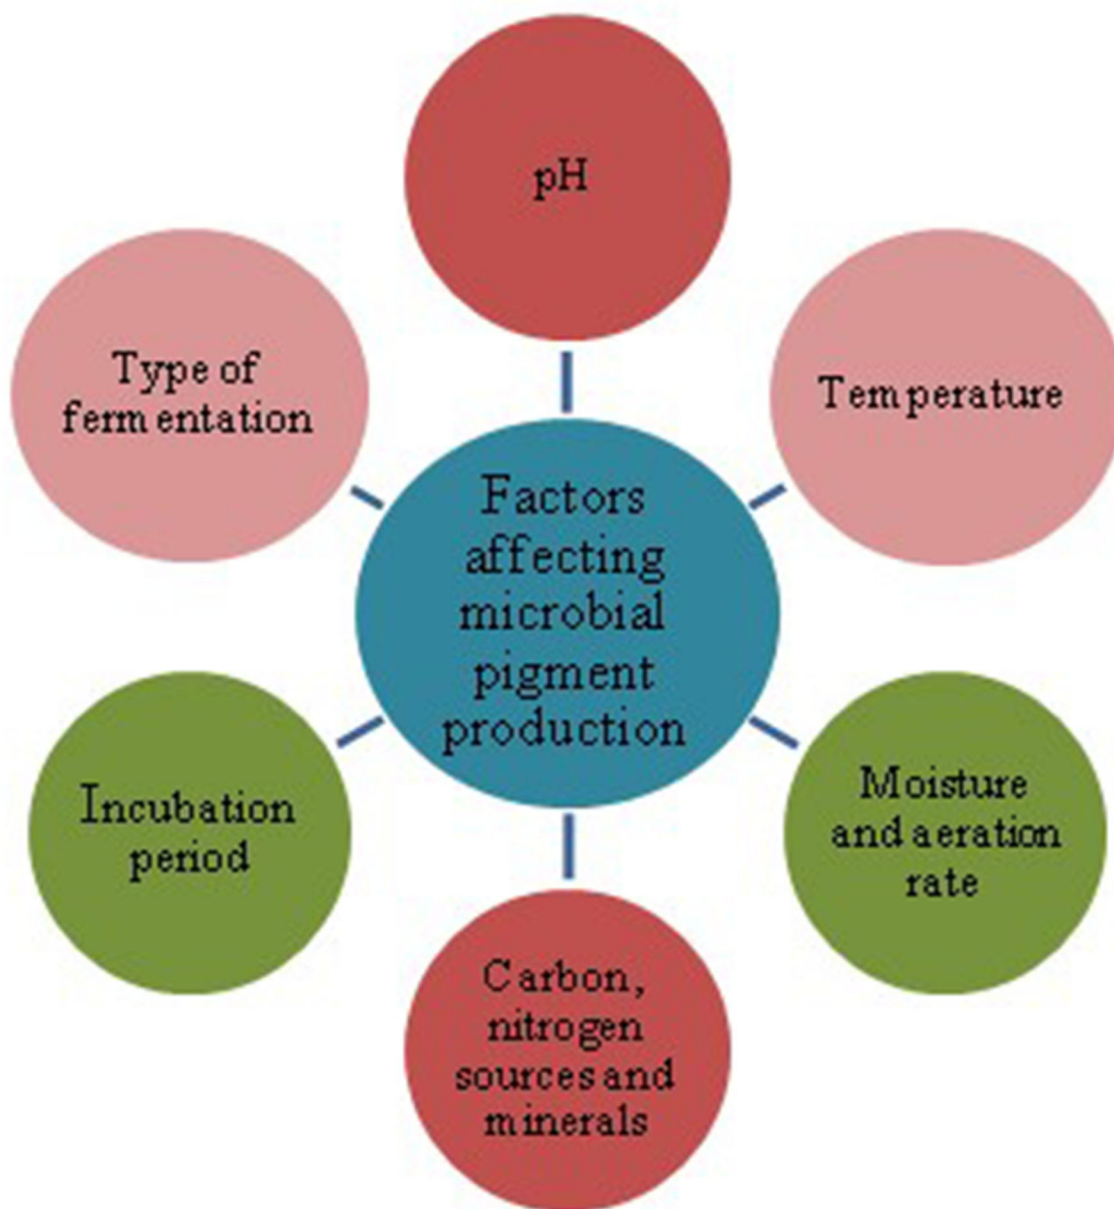 pH
Temperature
Moisture
and aeration
rate
Carbon,
nitrogen
sources and
minerals
Incubation
period
Type of
fermentation
Factors
affecting
microbial
pigment
production